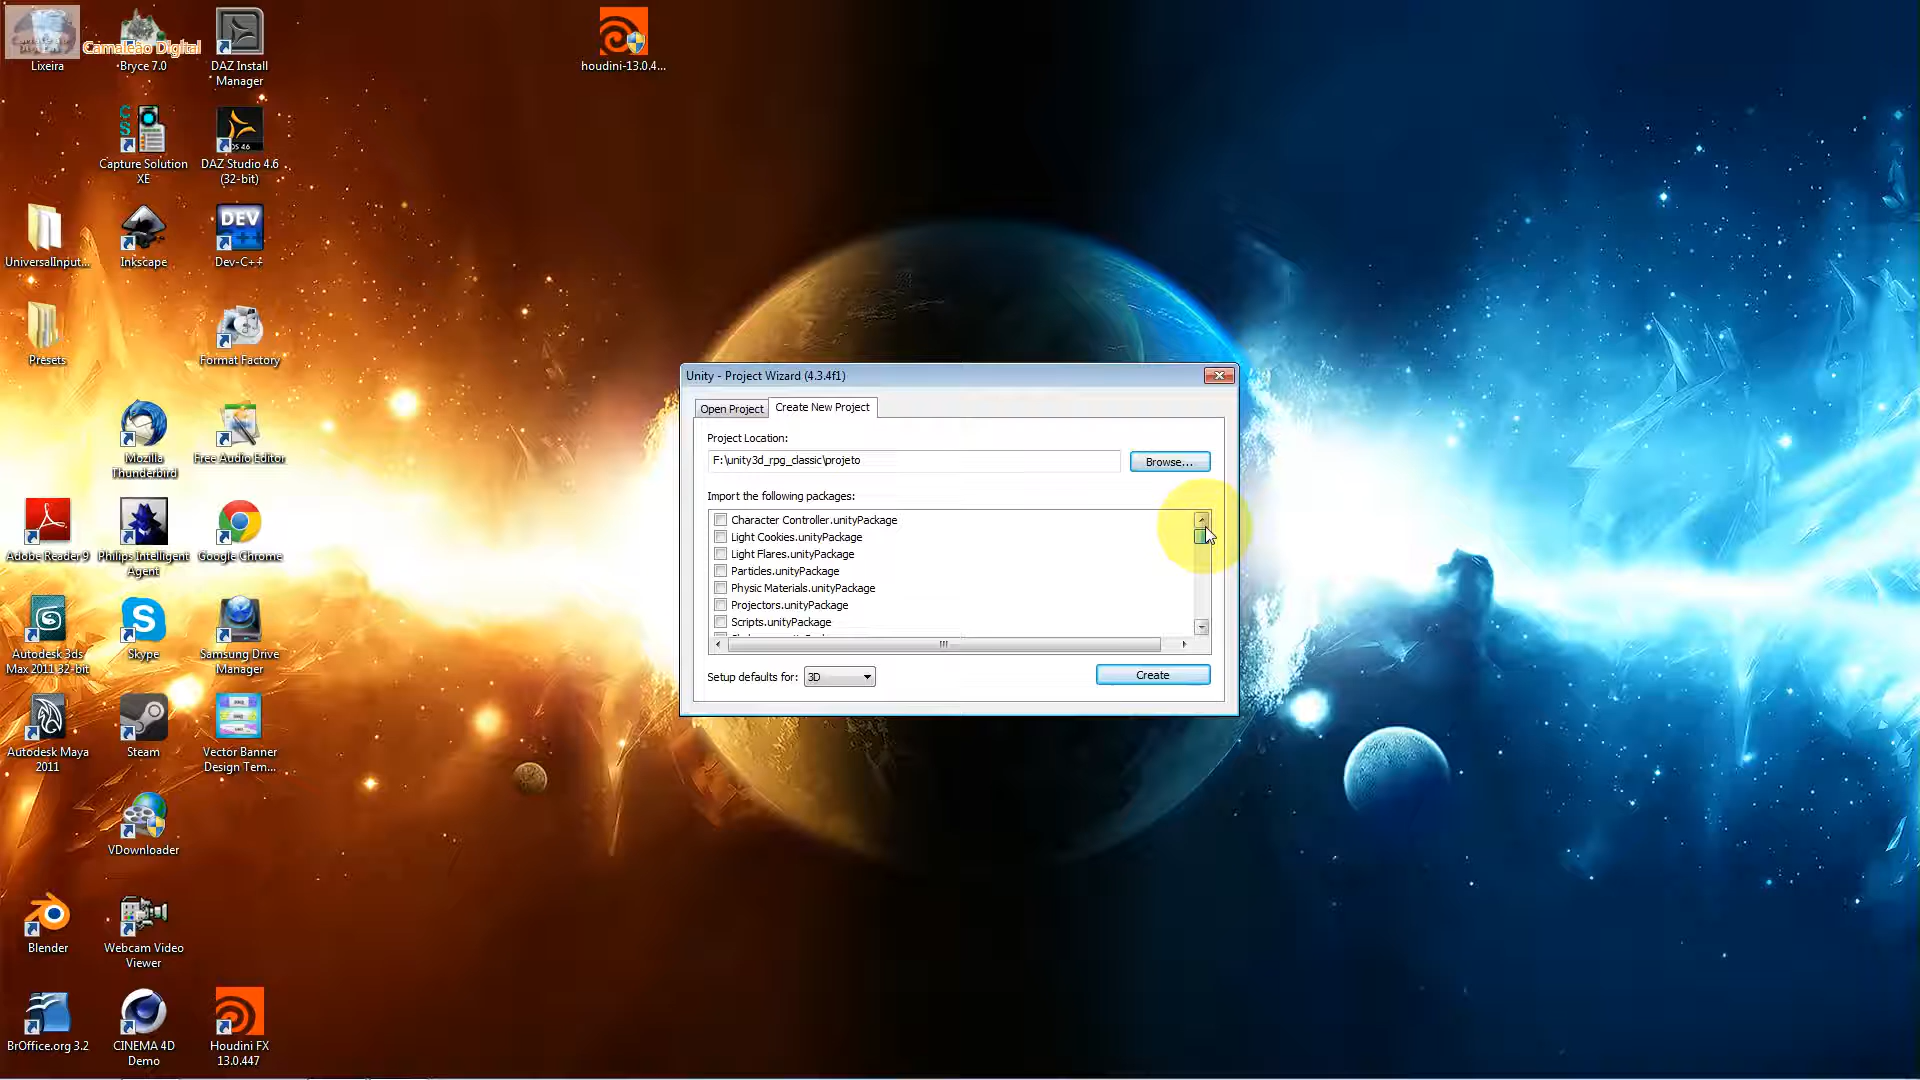 Camaleão Digital
Lixeira
Bryce 7.0
DAZ Install
Manager
houdini-13.0.4...
Capture Solution
XE
DAZ Studio 4.6
(32-bit)
UniversalInput...
Inkscape
DEV
Dev-C++
Presets
Format Factory
Mozilla
Thunderbird
Free Audio Editor
Adobe Reader 9
Philips Intelligent
Agent
Google Chrome
Autodesk 3ds
Max 2011 32-bit
Skype
Samsung Drive
Manager
Autodesk Maya
2011
Steam
Vector Banner
Design Tem...
VDownloader
Blender
Webcam Video
Viewer
BrOffice.org 3.2
CINEMA 4D
Demo
Houdini FX
13.0.447
Unity - Project Wizard (4.3.4f1)
Open Project
Create New Project
Project Location:
F:\unity3d_rpg_classic\projeto
Browse...
Import the following packages:
Character Controller.unityPackage
Light Cookies.unityPackage
Light Flares.unityPackage
Particles.unityPackage
Physic Materials.unityPackage
Projectors.unityPackage
Scripts.unityPackage
Setup defaults for:
3D
Create